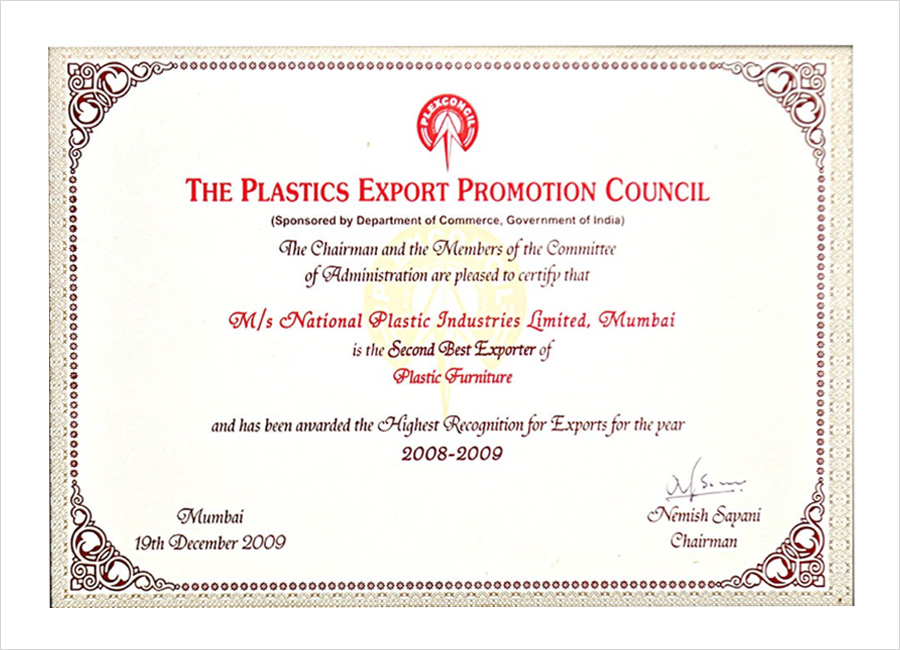 PLEXCONCIL
THE PLASTICS EXPORT PROMOTION COUNCIL
(Sponsored by Department of Commerce, Government of India)
The Chairman and the Members of the Committee
of Administration are pleased to certify that
M/s National Plastic Industries Limited, Mumbai
is the Second Best Exporter of
Plastic Furniture
and has been awarded the Highest Recognition for Exports for the year
2008-2009
Mumbai
19th December 2009
Nemish Sapani
Chairman